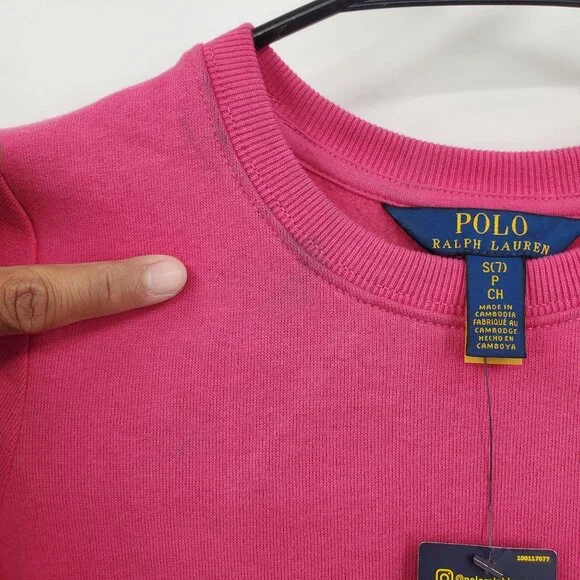 POLO
RALPH LAUREN
S(7)
P
CH
MADE IN
CAMBODIA
FABRIQUÉ AU
CAMBODGE
HECHO EN
CAMBOYA
100117077